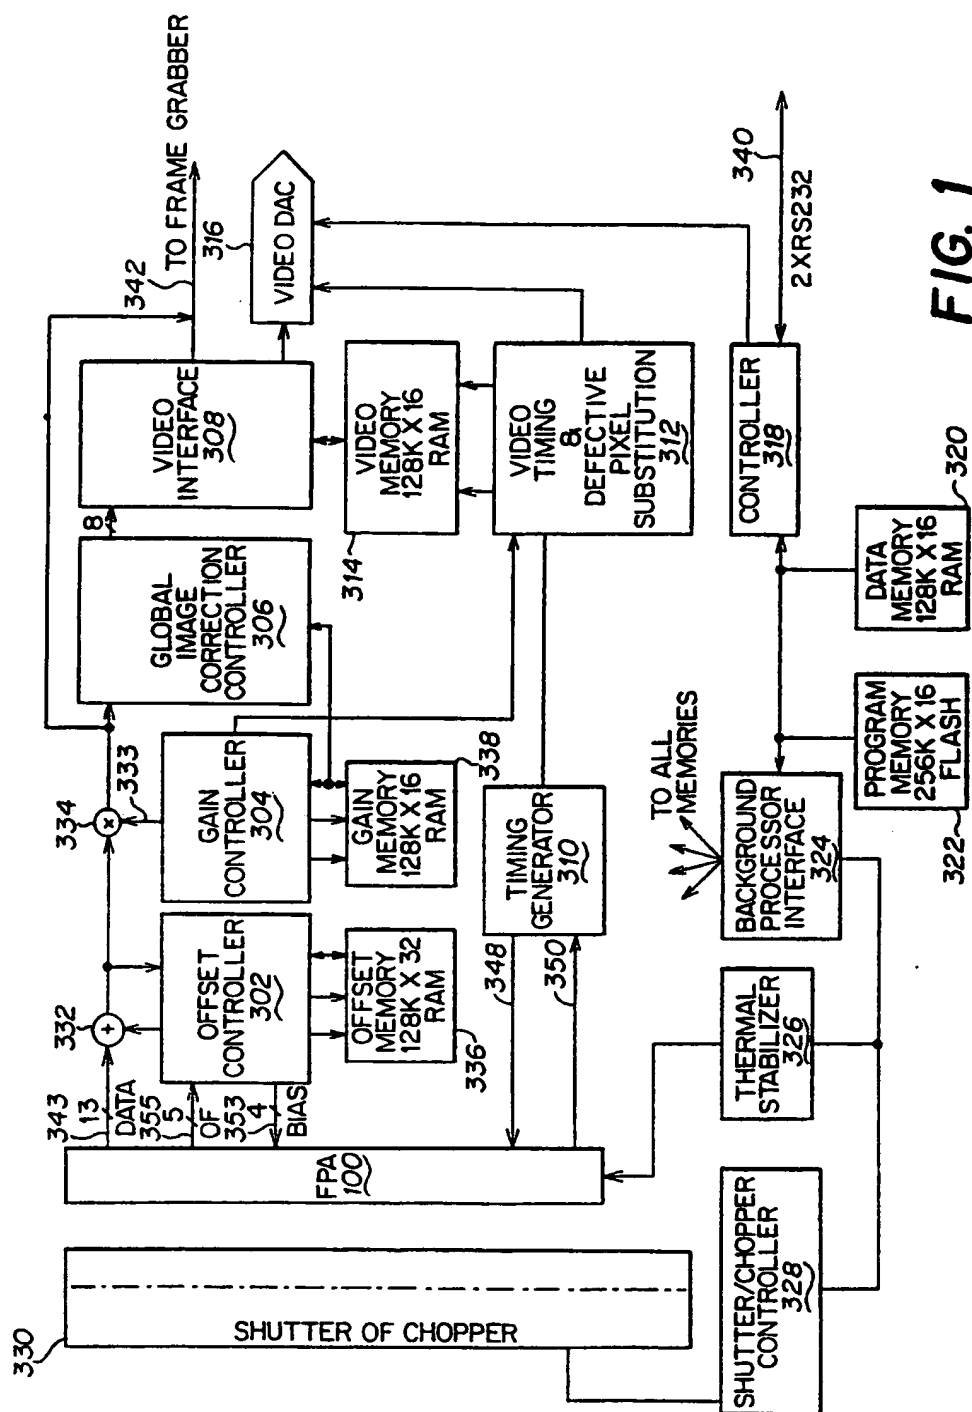 330
SHUTTER OF CHOPPER
SHUTTER/CHOPPER
CONTROLLER
328
FPA
100
343
13
DATA
355
5
OF
353
4
BIAS
332
+
OFFSET
CONTROLLER
302
OFFSET
MEMORY
128K X 32
RAM
336
334
x
333
GAIN
CONTROLLER
304
GAIN
MEMORY
128K X 16
RAM
338
GLOBAL
IMAGE
CORRECTION
CONTROLLER
306
8
VIDEO
INTERFACE
308
342
TO FRAME GRABBER
316
VIDEO DAC
VIDEO
MEMORY
128K X 16
RAM
314
VIDEO
TIMING
&
DEFECTIVE
PIXEL
SUBSTITUTION
312
348
350
TIMING
GENERATOR
310
THERMAL
STABILIZER
326
TO ALL
MEMORIES
BACKGROUND
PROCESSOR
INTERFACE
324
CONTROLLER
318
340
2XRS232
PROGRAM
MEMORY
256K X 16
FLASH
322
DATA
MEMORY
128K X 16
RAM
320
FIG. 1